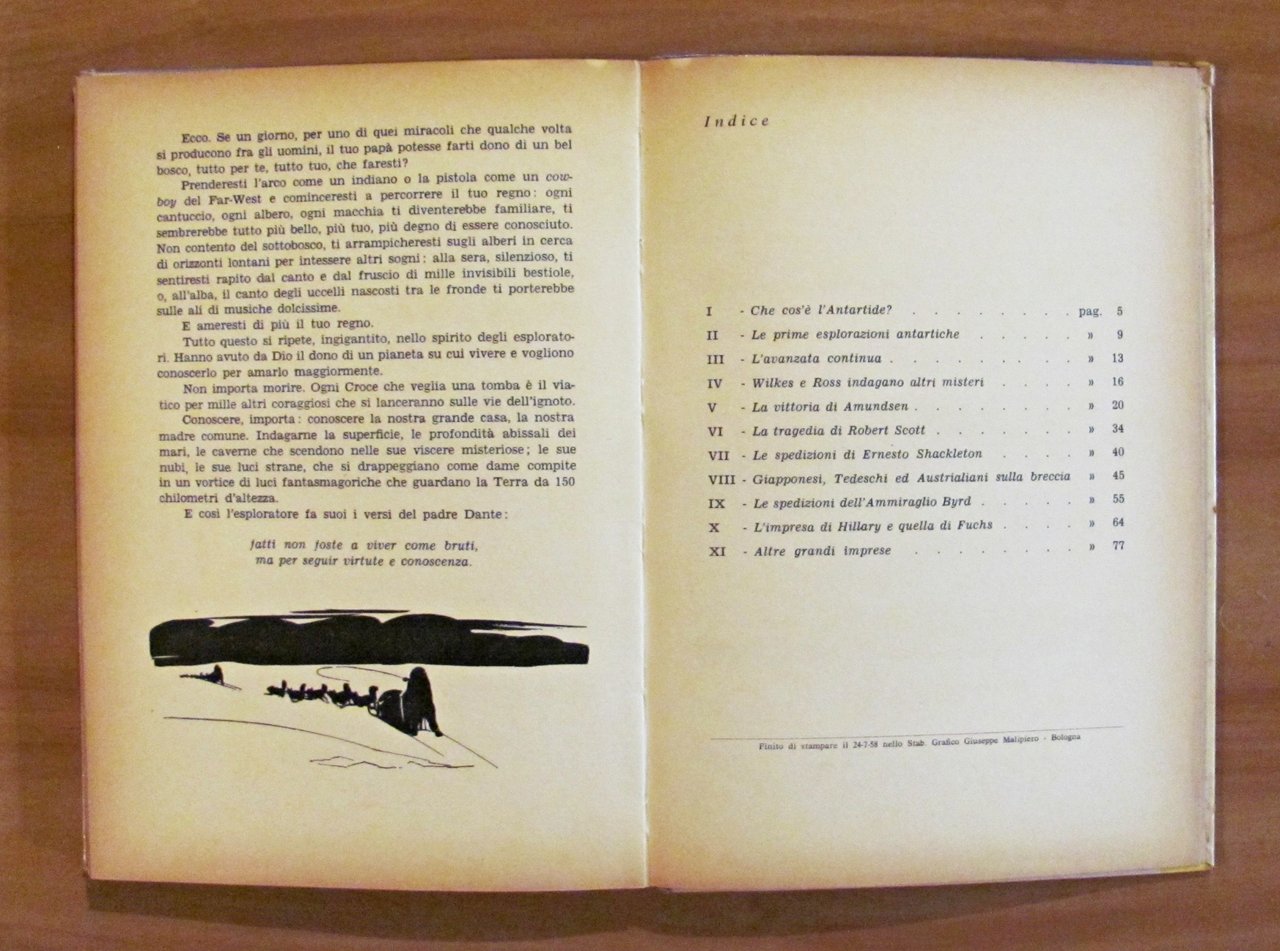 Ecco. Se un giorno, per uno di quei miracoli che qualche volta
si producono fra gli uomini, il tuo papà potesse farti dono di un bel
bosco, tutto per te, tutto tuo, che faresti?
Prenderesti l'arco come un indiano o la pistola come un cow-
boy del Far-West e cominceresti a percorrere il tuo regno: ogni
cantuccio, ogni albero, ogni macchia ti diventerebbe familiare, ti
sembrerebbe tutto più bello, più tuo, più degno di essere conosciuto.
Non contento del sottobosco, ti arrampicheresti sugli alberi in cerca
di orizzonti lontani per intessere altri sogni: alla sera, silenzioso, ti
sentiresti rapito dal canto e dal fruscio di mille invisibili bestiole,
o, all'alba, il canto degli uccelli nascosti tra le fronde ti porterebbe
sulle ali di musiche dolcissime.
E ameresti di più il tuo regno.
Tutto questo si ripete, ingigantito, nello spirito degli esplorato-
ri. Hanno avuto da Dio il dono di un pianeta su cui vivere e vogliono
conoscerlo per amarlo maggiormente.
Non importa morire. Ogni Croce che veglia una tomba è il via-
tico per mille altri coraggiosi che si lanceranno sulle vie dell'ignoto.
Conoscere, importa: conoscere la nostra grande casa, la nostra
madre comune. Indagarne la superficie, le profondità abissali dei
mari, le caverne che scendono nelle sue viscere misteriose; le sue
nubi, le sue luci strane, che si drappeggiano come dame compite
in un vortice di luci fantasmagoriche che guardano la Terra da 150
chilometri d'altezza.
E così l'esploratore fa suoi i versi del padre Dante:
fatti non foste a viver come bruti,
ma per seguir virtute e conoscenza.
Indice
I - Che cos'è l'Antartide? . . . . . . . . pag. 5
II - Le prime esplorazioni antartiche . . . . . » 9
III - L'avanzata continua . . . . . . . . . » 13
IV - Wilkes e Ross indagano altri misteri . . . . » 16
V - La vittoria di Amundsen . . . . . . . . » 20
VI - La tragedia di Robert Scott . . . . . . . » 34
VII - Le spedizioni di Ernesto Shackleton . . . . » 40
VIII - Giapponesi, Tedeschi ed Austrialiani sulla breccia » 45
IX - Le spedizioni dell'Ammiraglio Byrd . . . . . » 55
X - L'impresa di Hillary e quella di Fuchs . . . . » 64
XI - Altre grandi imprese . . . . . . . . » 77
Finito di stampare il 24-7-58 nello Stab. Grafico Giuseppe Malipiero - Bologna